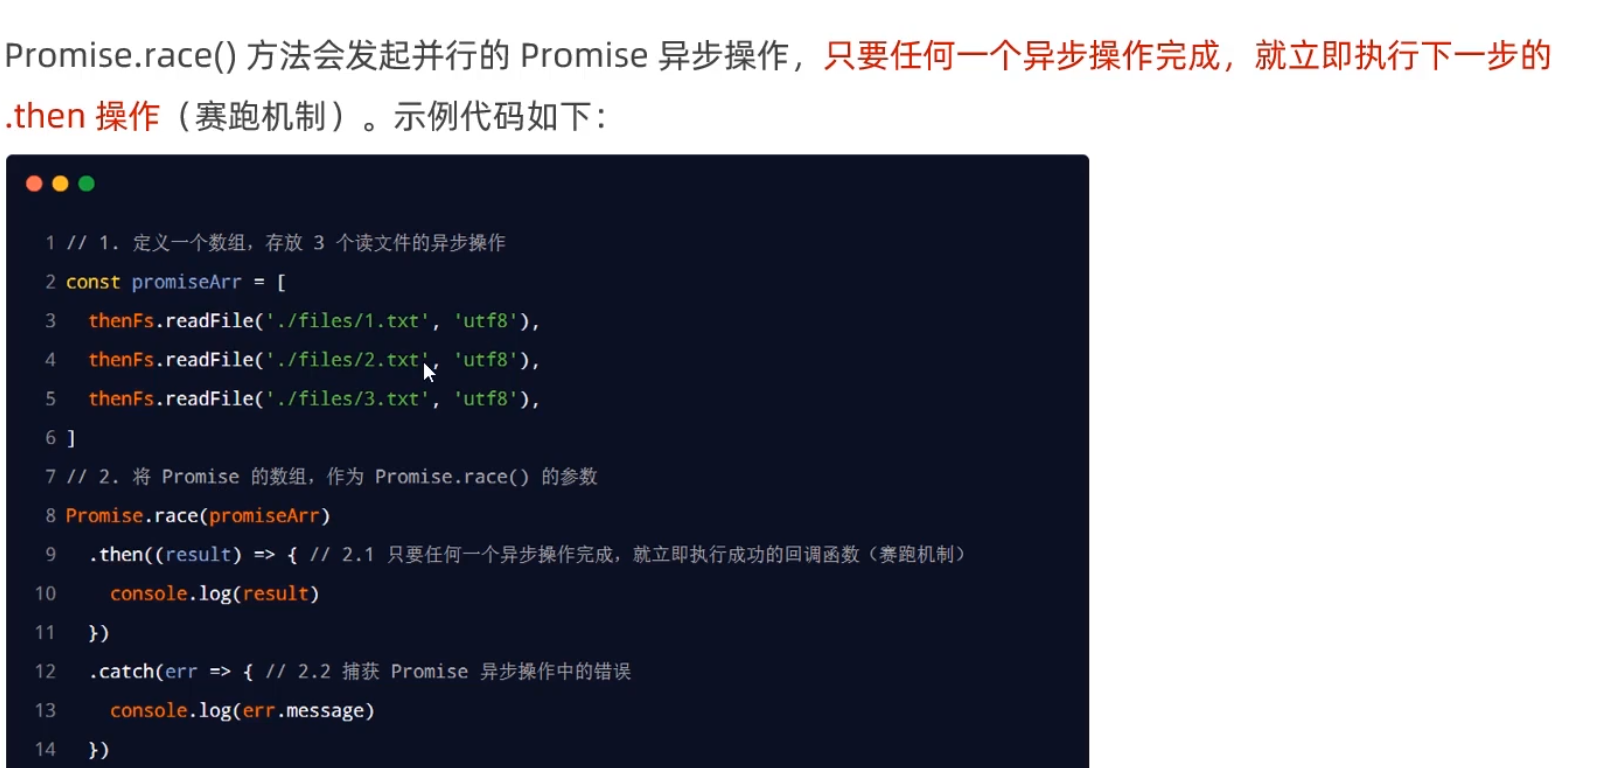 Promise.race() 方法会发起并行的 Promise 异步操作，只要任何一个异步操作完成，就立即执行下一步的
.then 操作（赛跑机制）。示例代码如下：
1 // 1. 定义一个数组，存放 3 个读文件的异步操作
2 const promiseArr = [
3   thenFs.readFile('./files/1.txt', 'utf8'),
4   thenFs.readFile('./files/2.txt', 'utf8'),
5   thenFs.readFile('./files/3.txt', 'utf8'),
6 ]
7 // 2. 将 Promise 的数组，作为 Promise.race() 的参数
8 Promise.race(promiseArr)
9   .then((result) => { // 2.1 只要任何一个异步操作完成，就立即执行成功的回调函数（赛跑机制）
10     console.log(result)
11   })
12   .catch(err => { // 2.2 捕获 Promise 异步操作中的错误
13     console.log(err.message)
14   })